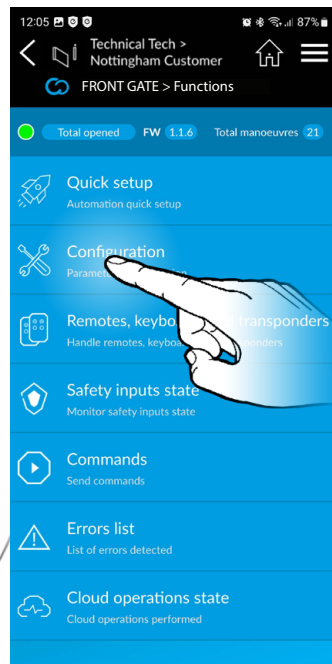 12:05
87%
Technical Tech >
Nottingham Customer
FRONT GATE > Functions
Total opened FW 1.1.6 Total manoeuvres 21
Quick setup
Automation quick setup
Configuration
Remotes, transponders
Handle remotes,
Safety inputs state
Monitor safety inputs state
Commands
Send commands
Errors list
List of errors detected
Cloud operations state
Cloud operations performed